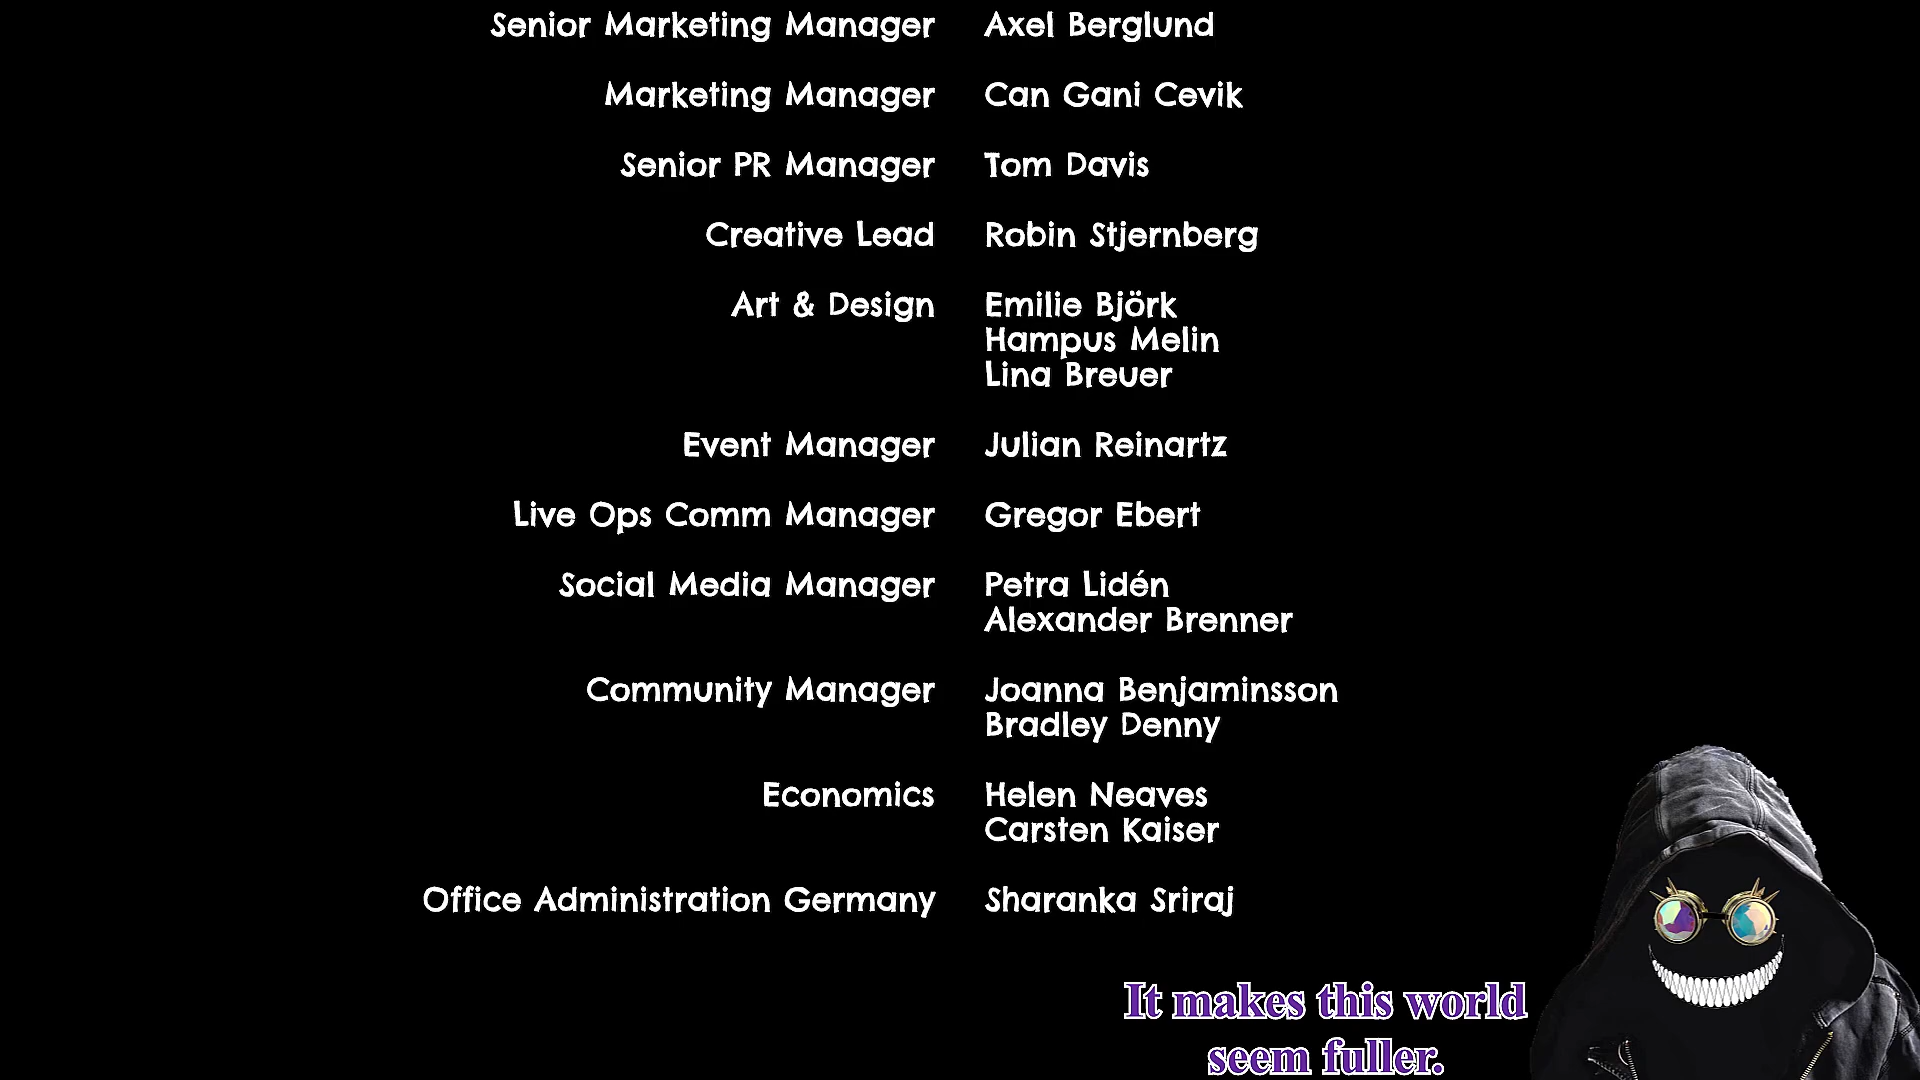 Senior Marketing Manager Axel Berglund
Marketing Manager Can Gani Cevik
Senior PR Manager Tom Davis
Creative Lead Robin Stjernberg
Art & Design Emilie Björk
Hampus Melin
Lina Breuer
Event Manager Julian Reinartz
Live Ops Comm Manager Gregor Ebert
Social Media Manager Petra Lidén
Alexander Brenner
Community Manager Joanna Benjaminsson
Bradley Denny
Economics Helen Neaves
Carsten Kaiser
Office Administration Germany Sharanka Sriraj
It makes this world
seem fuller.